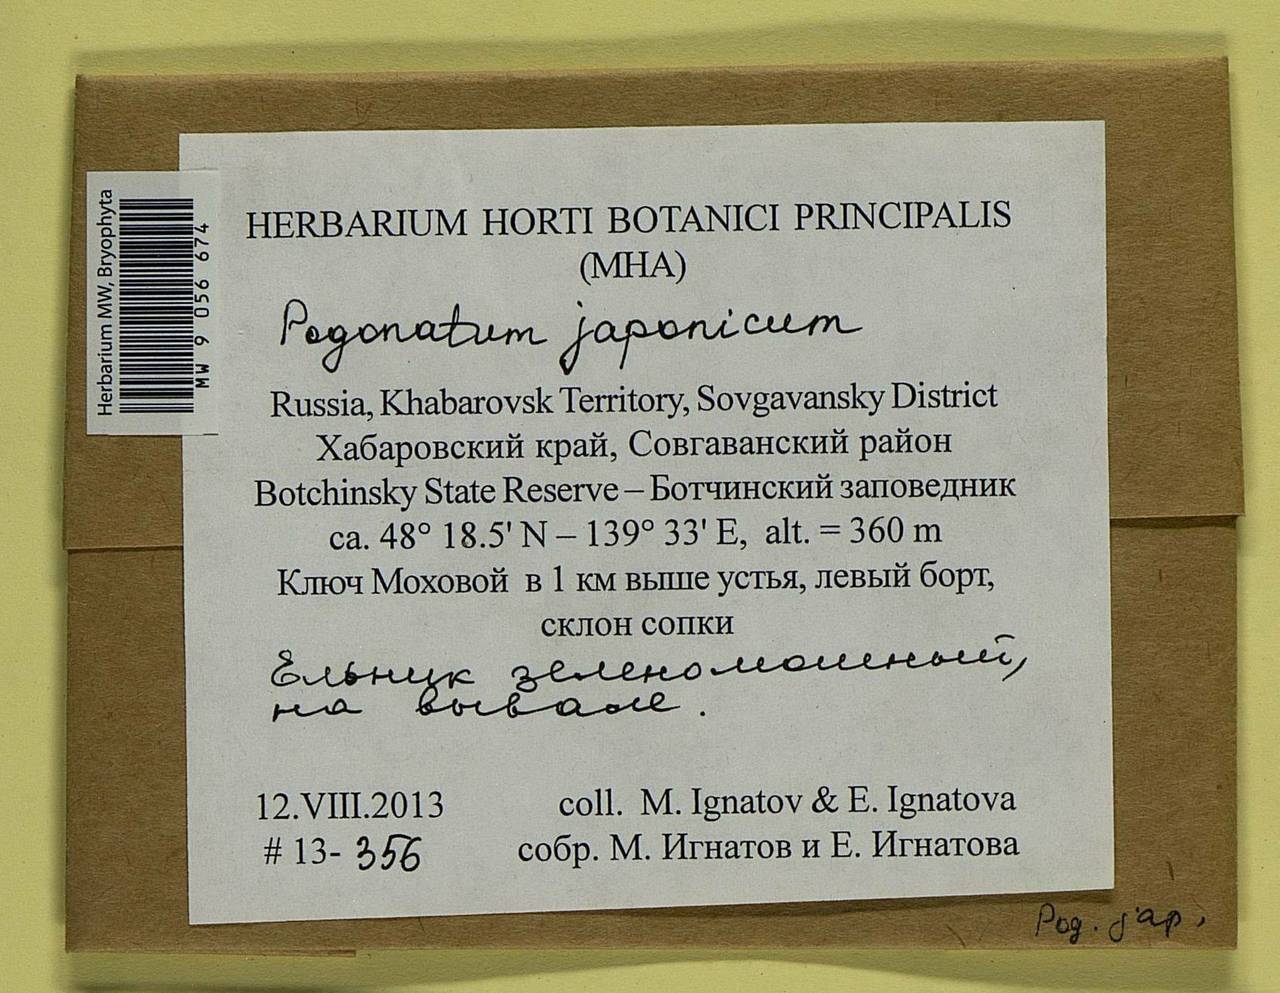 Herbarium MW, Bryophyta
MW 9 056 674
HERBARIUM HORTI BOTANICI PRINCIPALIS
(MHA)
Pogonatum japonicum
Russia, Khabarovsk Territory, Sovgavansky District
Хабаровский край, Совгаванский район
Botchinsky State Reserve – Ботчинский заповедник
ca. 48° 18.5' N – 139° 33' E, alt. = 360 m
Ключ Моховой в 1 км выше устья, левый борт,
склон сопки
Ельник зеленомошный,
на вывале.
12.VIII.2013
coll. M. Ignatov & E. Ignatova
# 13- 356
собр. М. Игнатов и Е. Игнатова
Pog. jap.